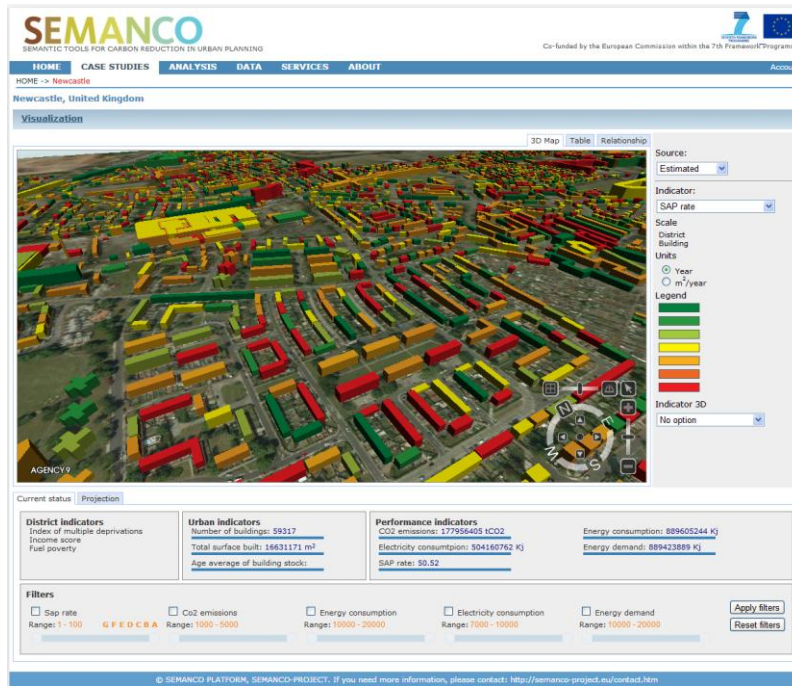 SEMANCO
SEMANTIC TOOLS FOR CARBON REDUCTION IN URBAN PLANNING
Co-funded by the European Commission within the 7th Framework Programm
HOME CASE STUDIES ANALYSIS DATA SERVICES ABOUT Accou
HOME -> Newcastle
Newcastle, United Kingdom
Visualization
3D Map Table Relationship
Source:
Estimated
Indicator:
SAP rate
Scale
District
Building
Units
Year
m²/year
Legend
Indicator 3D
No option
N
E
S
W
AGENCY9
Current status Projection
District indicators
Index of multiple deprivations
Income score
Fuel poverty
Urban indicators
Number of buildings: 59317
Total surface built: 16631171 m²
Age average of building stock:
Performance indicators
CO2 emissions: 177956405 tCO2 Energy consumption: 889605244 Kj
Electricity consumtpion: 504160762 Kj Energy demand: 889423889 Kj
SAP rate: 50.52
Filters
Sap rate Co2 emissions Energy consumption Electricity consumption Energy demand Apply filters
Range: 1 - 100 G F E D C B A Range: 1000 - 5000 Range: 10000 - 20000 Range: 7000 - 10000 Range: 10000 - 20000 Reset filters
© SEMANCO PLATFORM, SEMANCO-PROJECT. If you need more information, please contact: http://semanco-project.eu/contact.htm